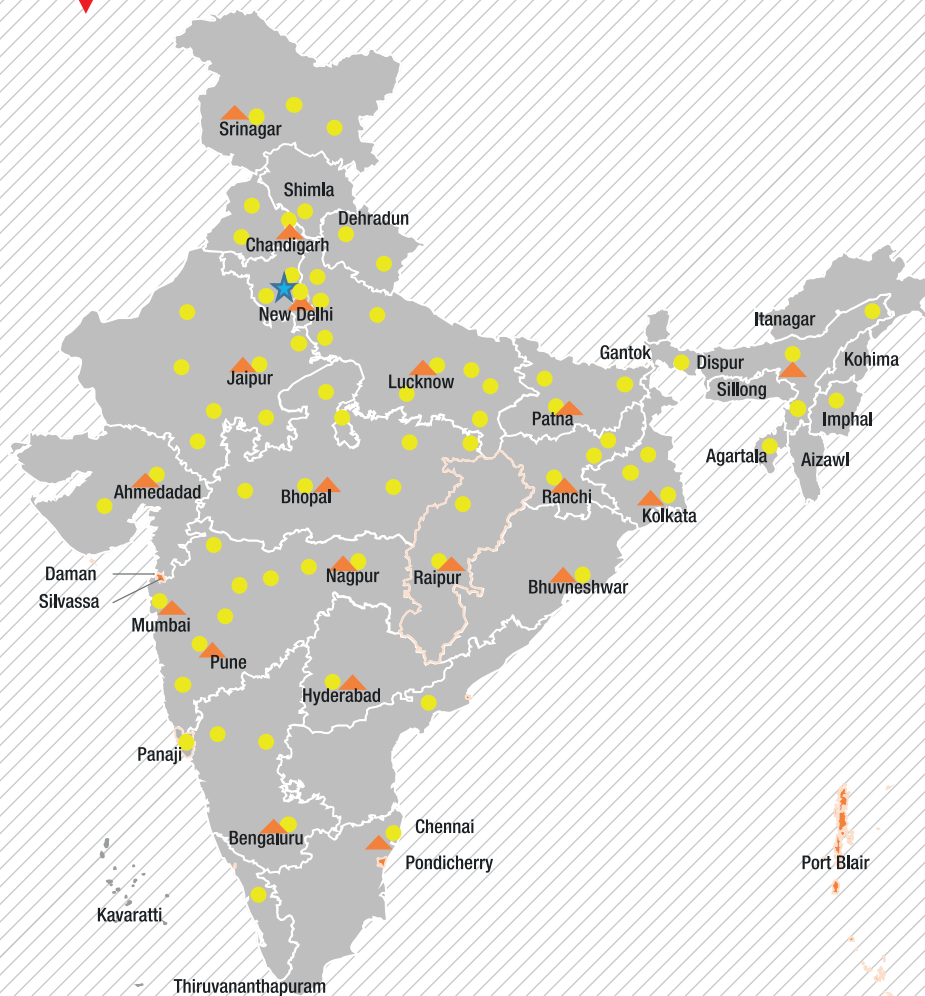 Srinagar
Shimla
Dehradun
Chandigarh
New Delhi
Itanagar
Gantok
Dispur
Kohima
Jaipur
Lucknow
Sillong
Patna
Imphal
Agartala
Aizawl
Ahmedadad
Bhopal
Ranchi
Kolkata
Daman
Nagpur
Raipur
Silvassa
Bhuvneshwar
Mumbai
Pune
Hyderabad
Panaji
Bengaluru
Chennai
Pondicherry
Port Blair
Kavaratti
Thiruvananthapuram